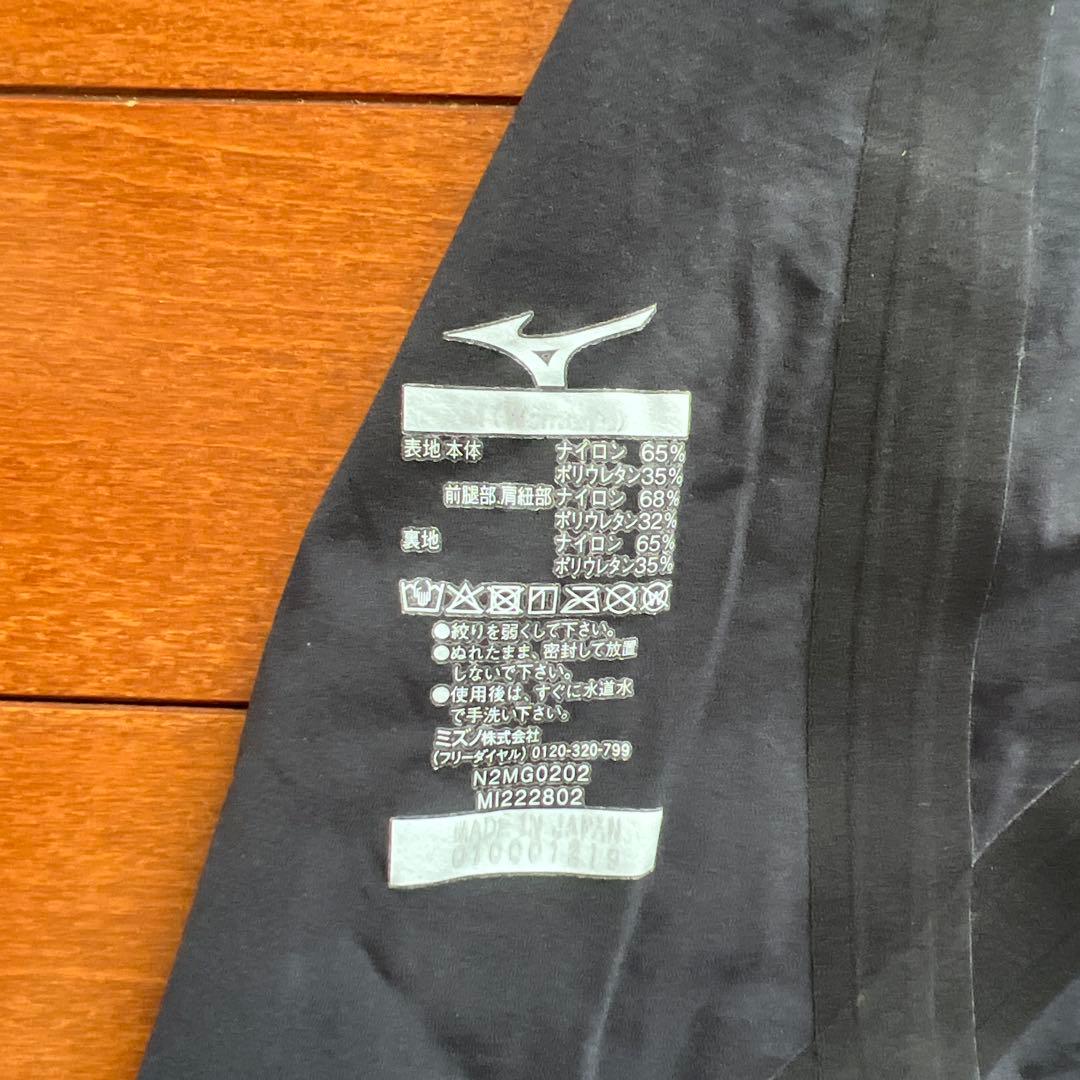 表地 本体 ナイロン 65%
ポリウレタン35%
前腿部.肩紐部 ナイロン 68%
ポリウレタン32%
裏地 ナイロン 65%
ポリウレタン35%
●絞りを弱くして下さい。
●ぬれたまま、密封して放置
しないで下さい。
●使用後は、すぐに水道水
で手洗い下さい。
ミズノ株式会社
(フリーダイヤル) 0120-320-799
N2MG0202
MI222802
MADE IN JAPAN